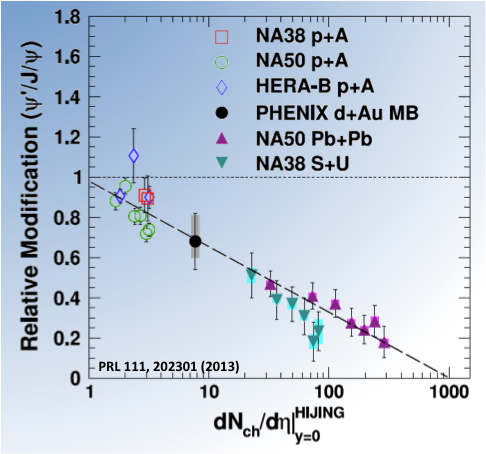 1.8
1.6
1.4
1.2
1
0.8
0.6
0.4
0.2
0
Relative Modification (ψ'/J/ψ)
NA38 p+A
NA50 p+A
HERA-B p+A
PHENIX d+Au MB
NA50 Pb+Pb
NA38 S+U
PRL 111, 202301 (2013)
1 10 100 1000
dN_ch/dη|^HIJING_y=0